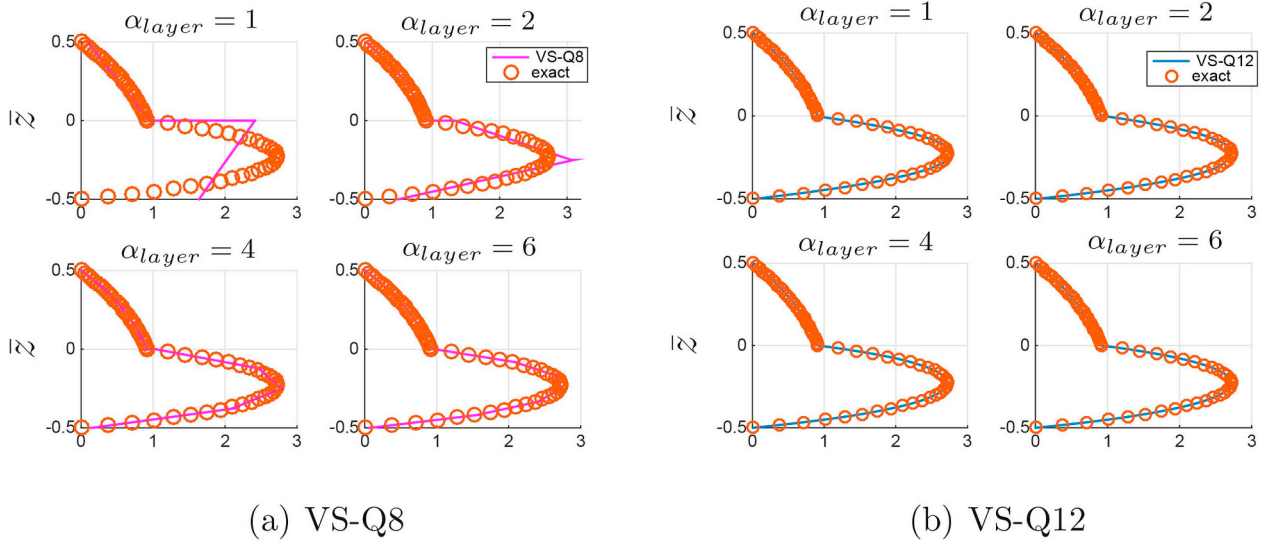 α_layer = 1
α_layer = 2
α_layer = 1
α_layer = 2
0.5
VS-Q8
exact
0.5
VS-Q12
exact
z̅
0
0
z̅
0
0
-0.5
-0.5
-0.5
-0.5
0 1 2 3
0 1 2 3
0 1 2 3
0 1 2 3
α_layer = 4
α_layer = 6
α_layer = 4
α_layer = 6
0.5
0.5
0.5
0.5
z̅
0
0
z̅
0
0
-0.5
-0.5
-0.5
-0.5
0 1 2 3
0 1 2 3
0 1 2 3
0 1 2 3
(a) VS-Q8
(b) VS-Q12